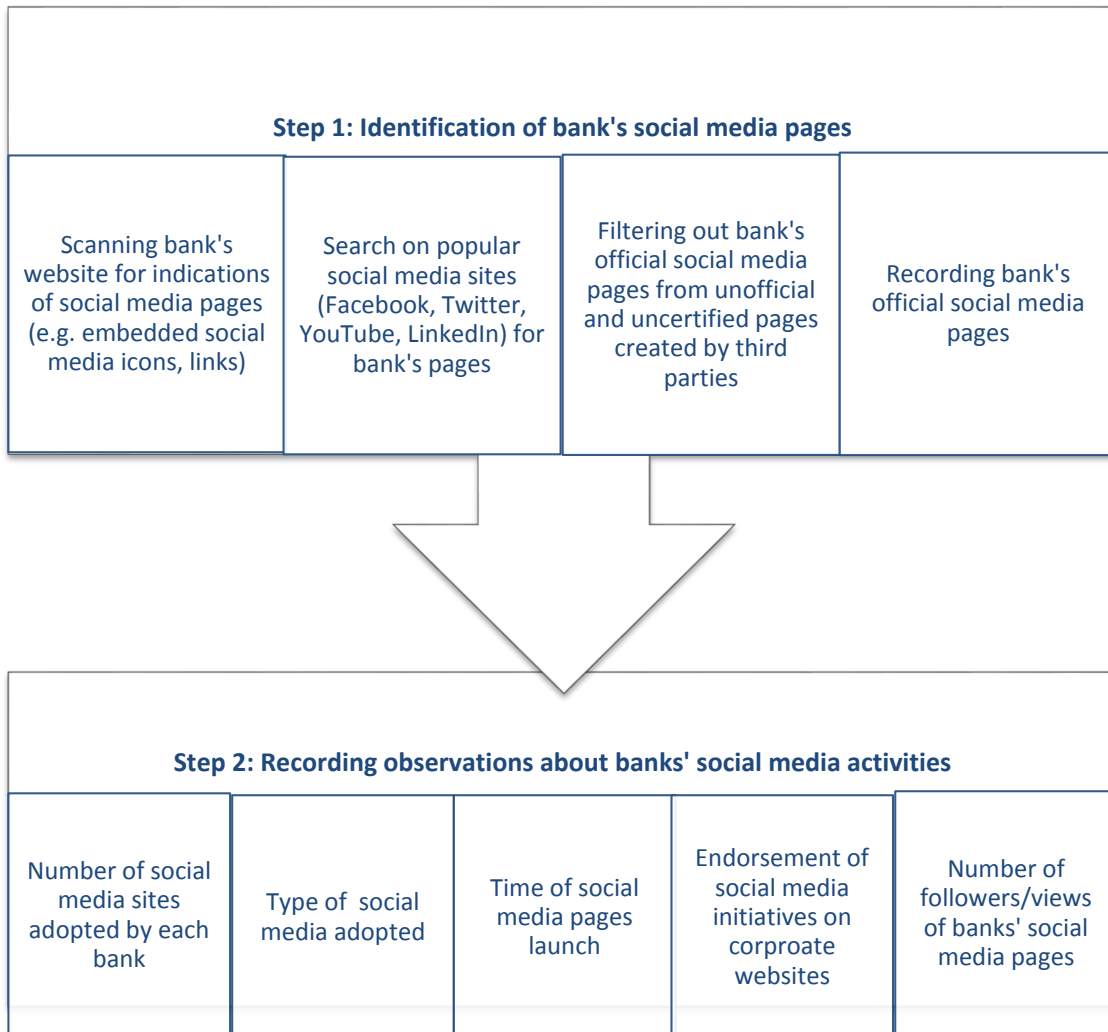 Step 1: Identification of bank's social media pages
Scanning bank's
website for indications
of social media pages
(e.g. embedded social
media icons, links)
Search on popular
social media sites
(Facebook, Twitter,
YouTube, LinkedIn) for
bank's pages
Filtering out bank's
official social media
pages from unofficial
and uncertified pages
created by third
parties
Recording bank's
official social media
pages
Step 2: Recording observations about banks' social media activities
Number of social
media sites
adopted by each
bank
Type of social
media adopted
Time of social
media pages
launch
Endorsement of
social media
initiatives on
corproate
websites
Number of
followers/views
of banks' social
media pages